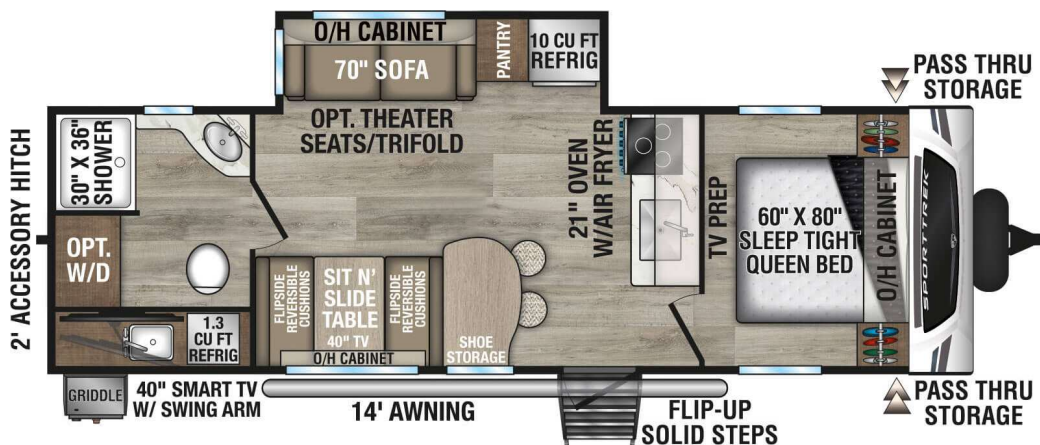 O/H CABINET
70" SOFA
PANTRY
10 CU FT
REFRIG
OPT. THEATER
SEATS/TRIFOLD
PASS THRU
STORAGE
2' ACCESSORY HITCH
30" X 36"
SHOWER
OPT.
W/D
21" OVEN
W/AIR FRYER
TV PREP
60" X 80"
SLEEP TIGHT
QUEEN BED
O/H CABINET
SPORTTREK
FLIPSIDE
REVERSIBLE
CUSHIONS
SIT N'
SLIDE
TABLE
40" TV
FLIPSIDE
REVERSIBLE
CUSHIONS
O/H CABINET
SHOE
STORAGE
1.3
CU FT
REFRIG
GRIDDLE
40" SMART TV
W/ SWING ARM
14' AWNING
FLIP-UP
SOLID STEPS
PASS THRU
STORAGE